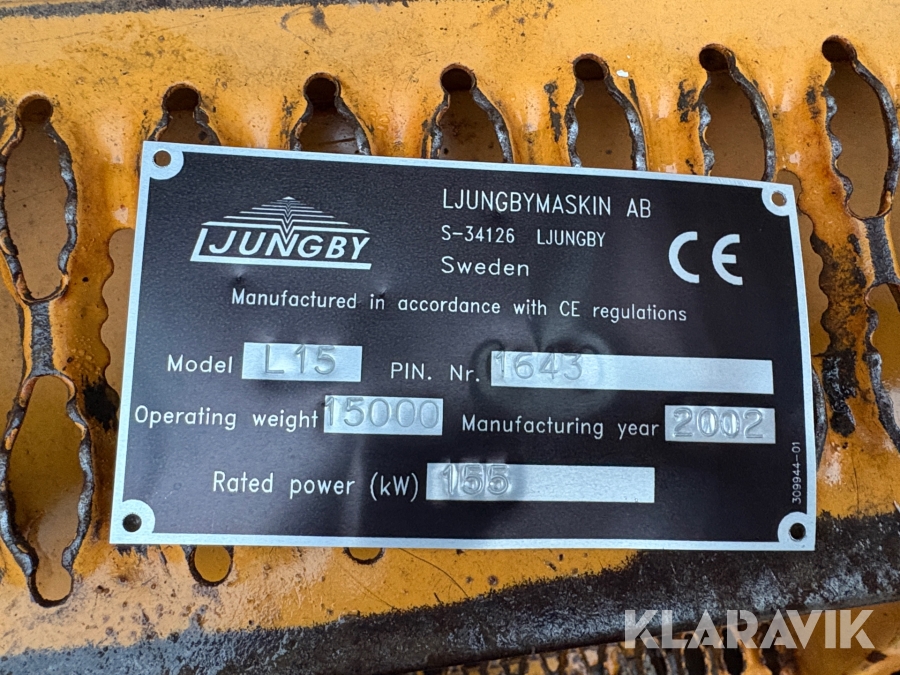 LJUNGBY
LJUNGBYMASKIN AB
S-34126 LJUNGBY
Sweden
CE
Manufactured in accordance with CE regulations
Model L15 PIN. Nr. 1643
Operating weight 15000 Manufacturing year 2002
Rated power (kW) 155
309944-01
KLARAVIK